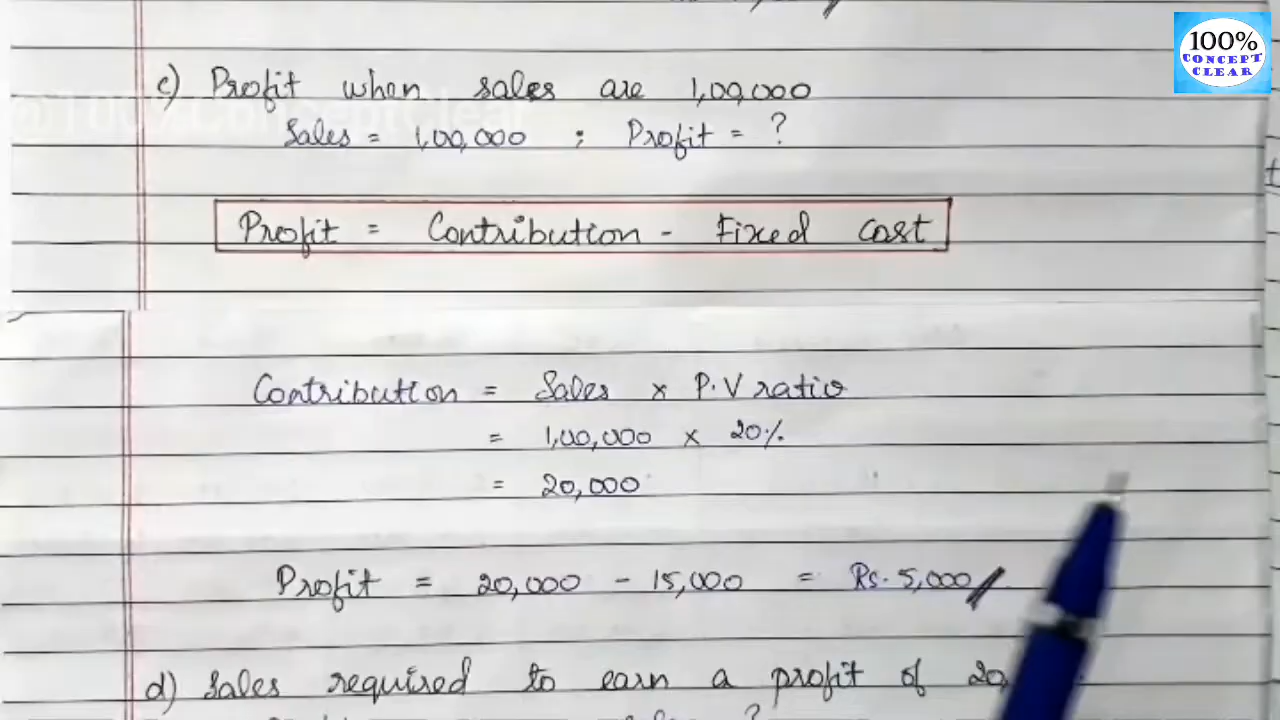 100%
CONCEPT
CLEAR
c) Profit when sales are 1,00,000
Sales = 1,00,000 ; Profit = ?
Profit = Contribution - Fixed cost
Contribution = Sales x P.V ratio
= 1,00,000 x 20%
= 20,000
Profit = 20,000 - 15,000 = Rs. 5,000
d) Sales required to earn a profit of 20,